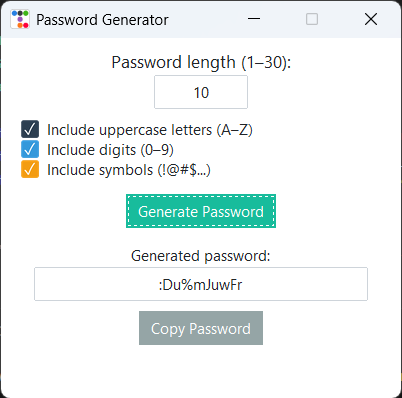 Password Generator
Password length (1–30):
10
Include uppercase letters (A–Z)
Include digits (0–9)
Include symbols (!@#$...)
Generate Password
Generated password:
:Du%mJuwFr
Copy Password